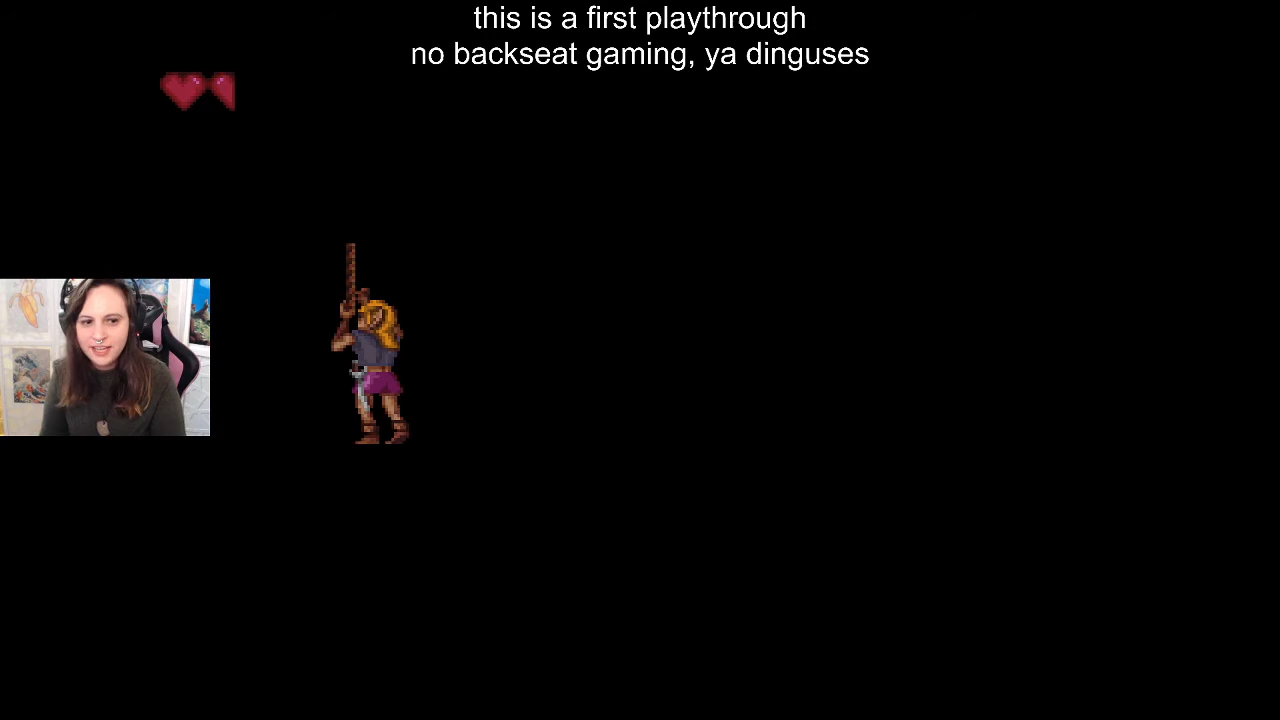 this is a first playthrough
no backseat gaming, ya dinguses